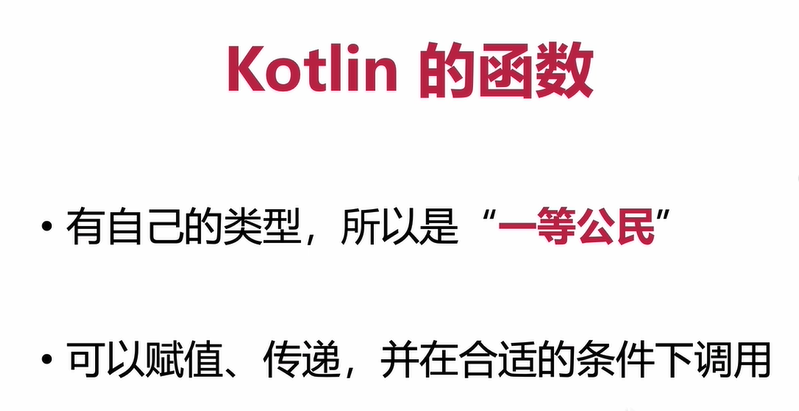 Kotlin 的函数
• 有自己的类型，所以是“一等公民”
• 可以赋值、传递，并在合适的条件下调用